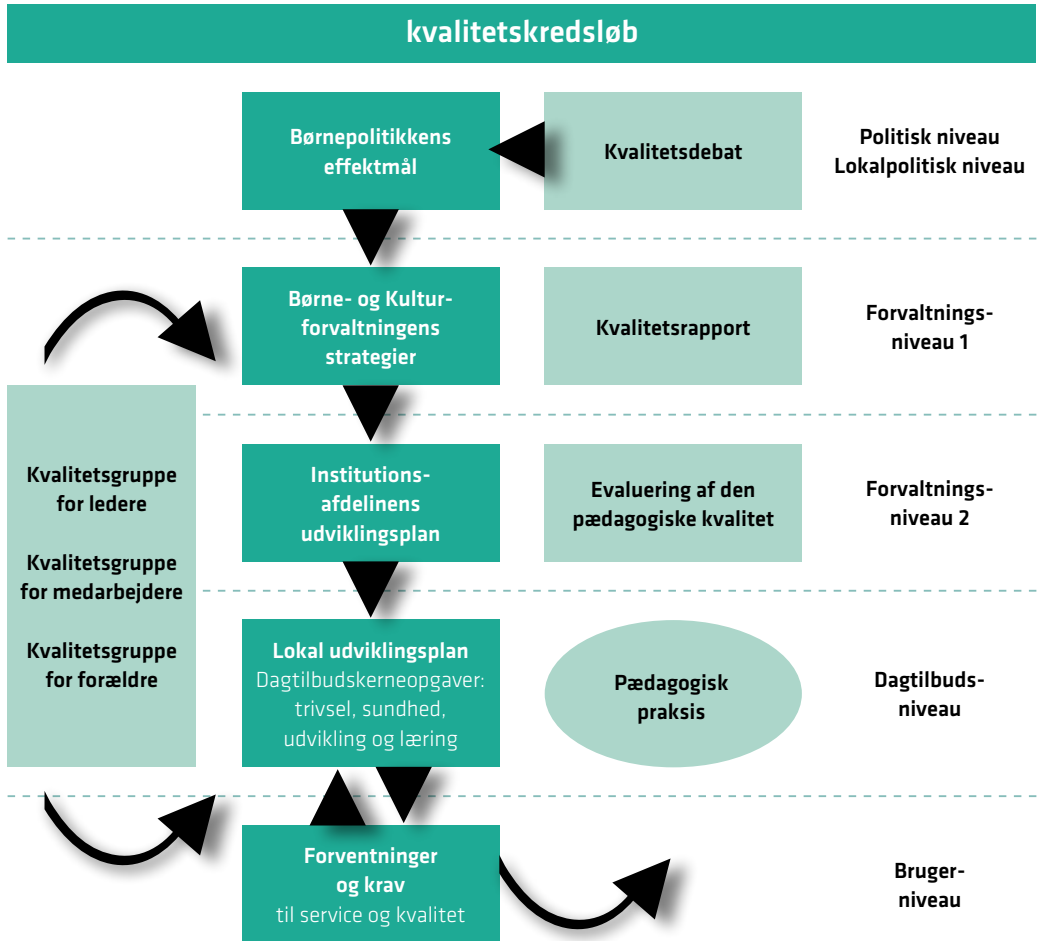 kvalitetskredsløb
Børnepolitikkens
effektmål
Kvalitetsdebat
Politisk niveau
Lokalpolitisk niveau
Børne- og Kultur-
forvaltningens
strategier
Kvalitetsrapport
Forvaltnings-
niveau 1
Kvalitetsgruppe
for ledere
Kvalitetsgruppe
for medarbejdere
Kvalitetsgruppe
for forældre
Institutions-
afdelinens
udviklingsplan
Evaluering af den
pædagogiske kvalitet
Forvaltnings-
niveau 2
Lokal udviklingsplan
Dagtilbudskerneopgaver:
trivsel, sundhed,
udvikling og læring
Pædagogisk
praksis
Dagtilbuds-
niveau
Forventninger
og krav
til service og kvalitet
Bruger-
niveau